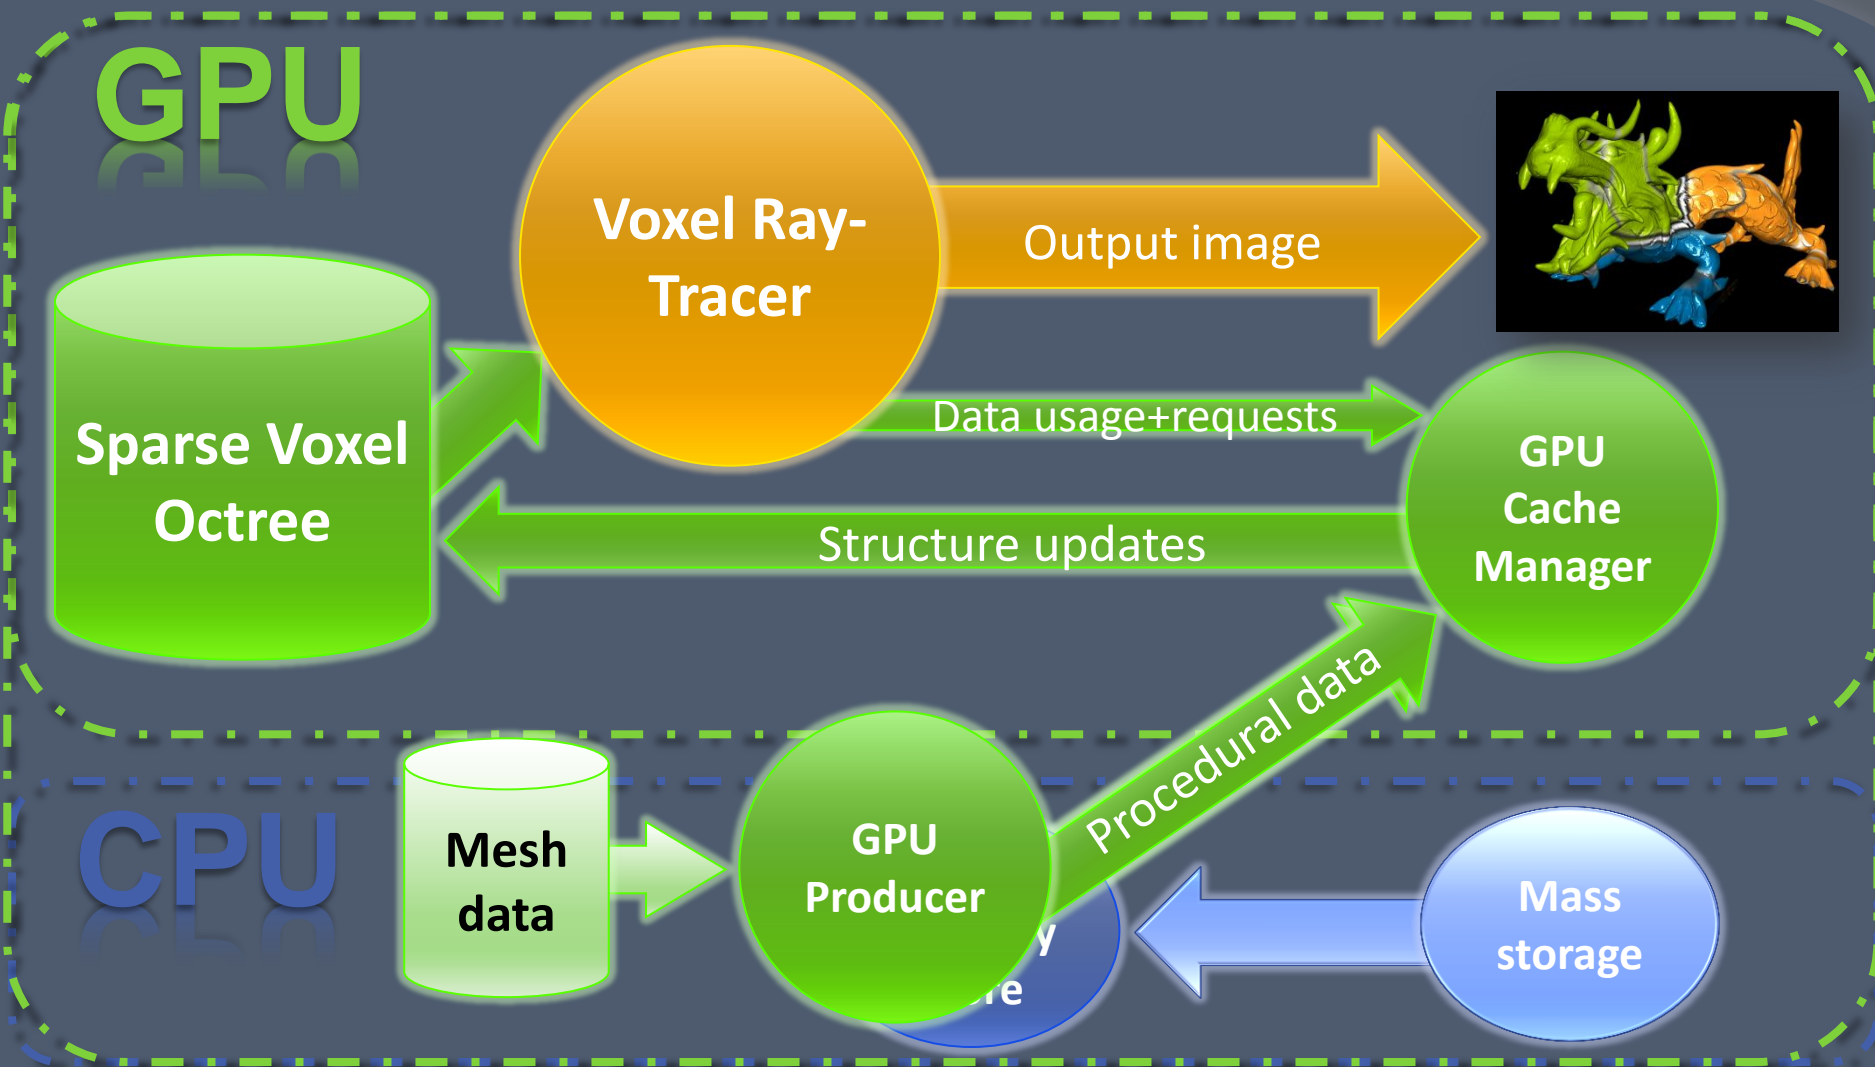 GPU
Voxel Ray-
Tracer
Output image
Sparse Voxel
Octree
Data usage+requests
GPU
Cache
Manager
Structure updates
Procedural data
CPU
Mesh
data
GPU
Producer
Mass
storage